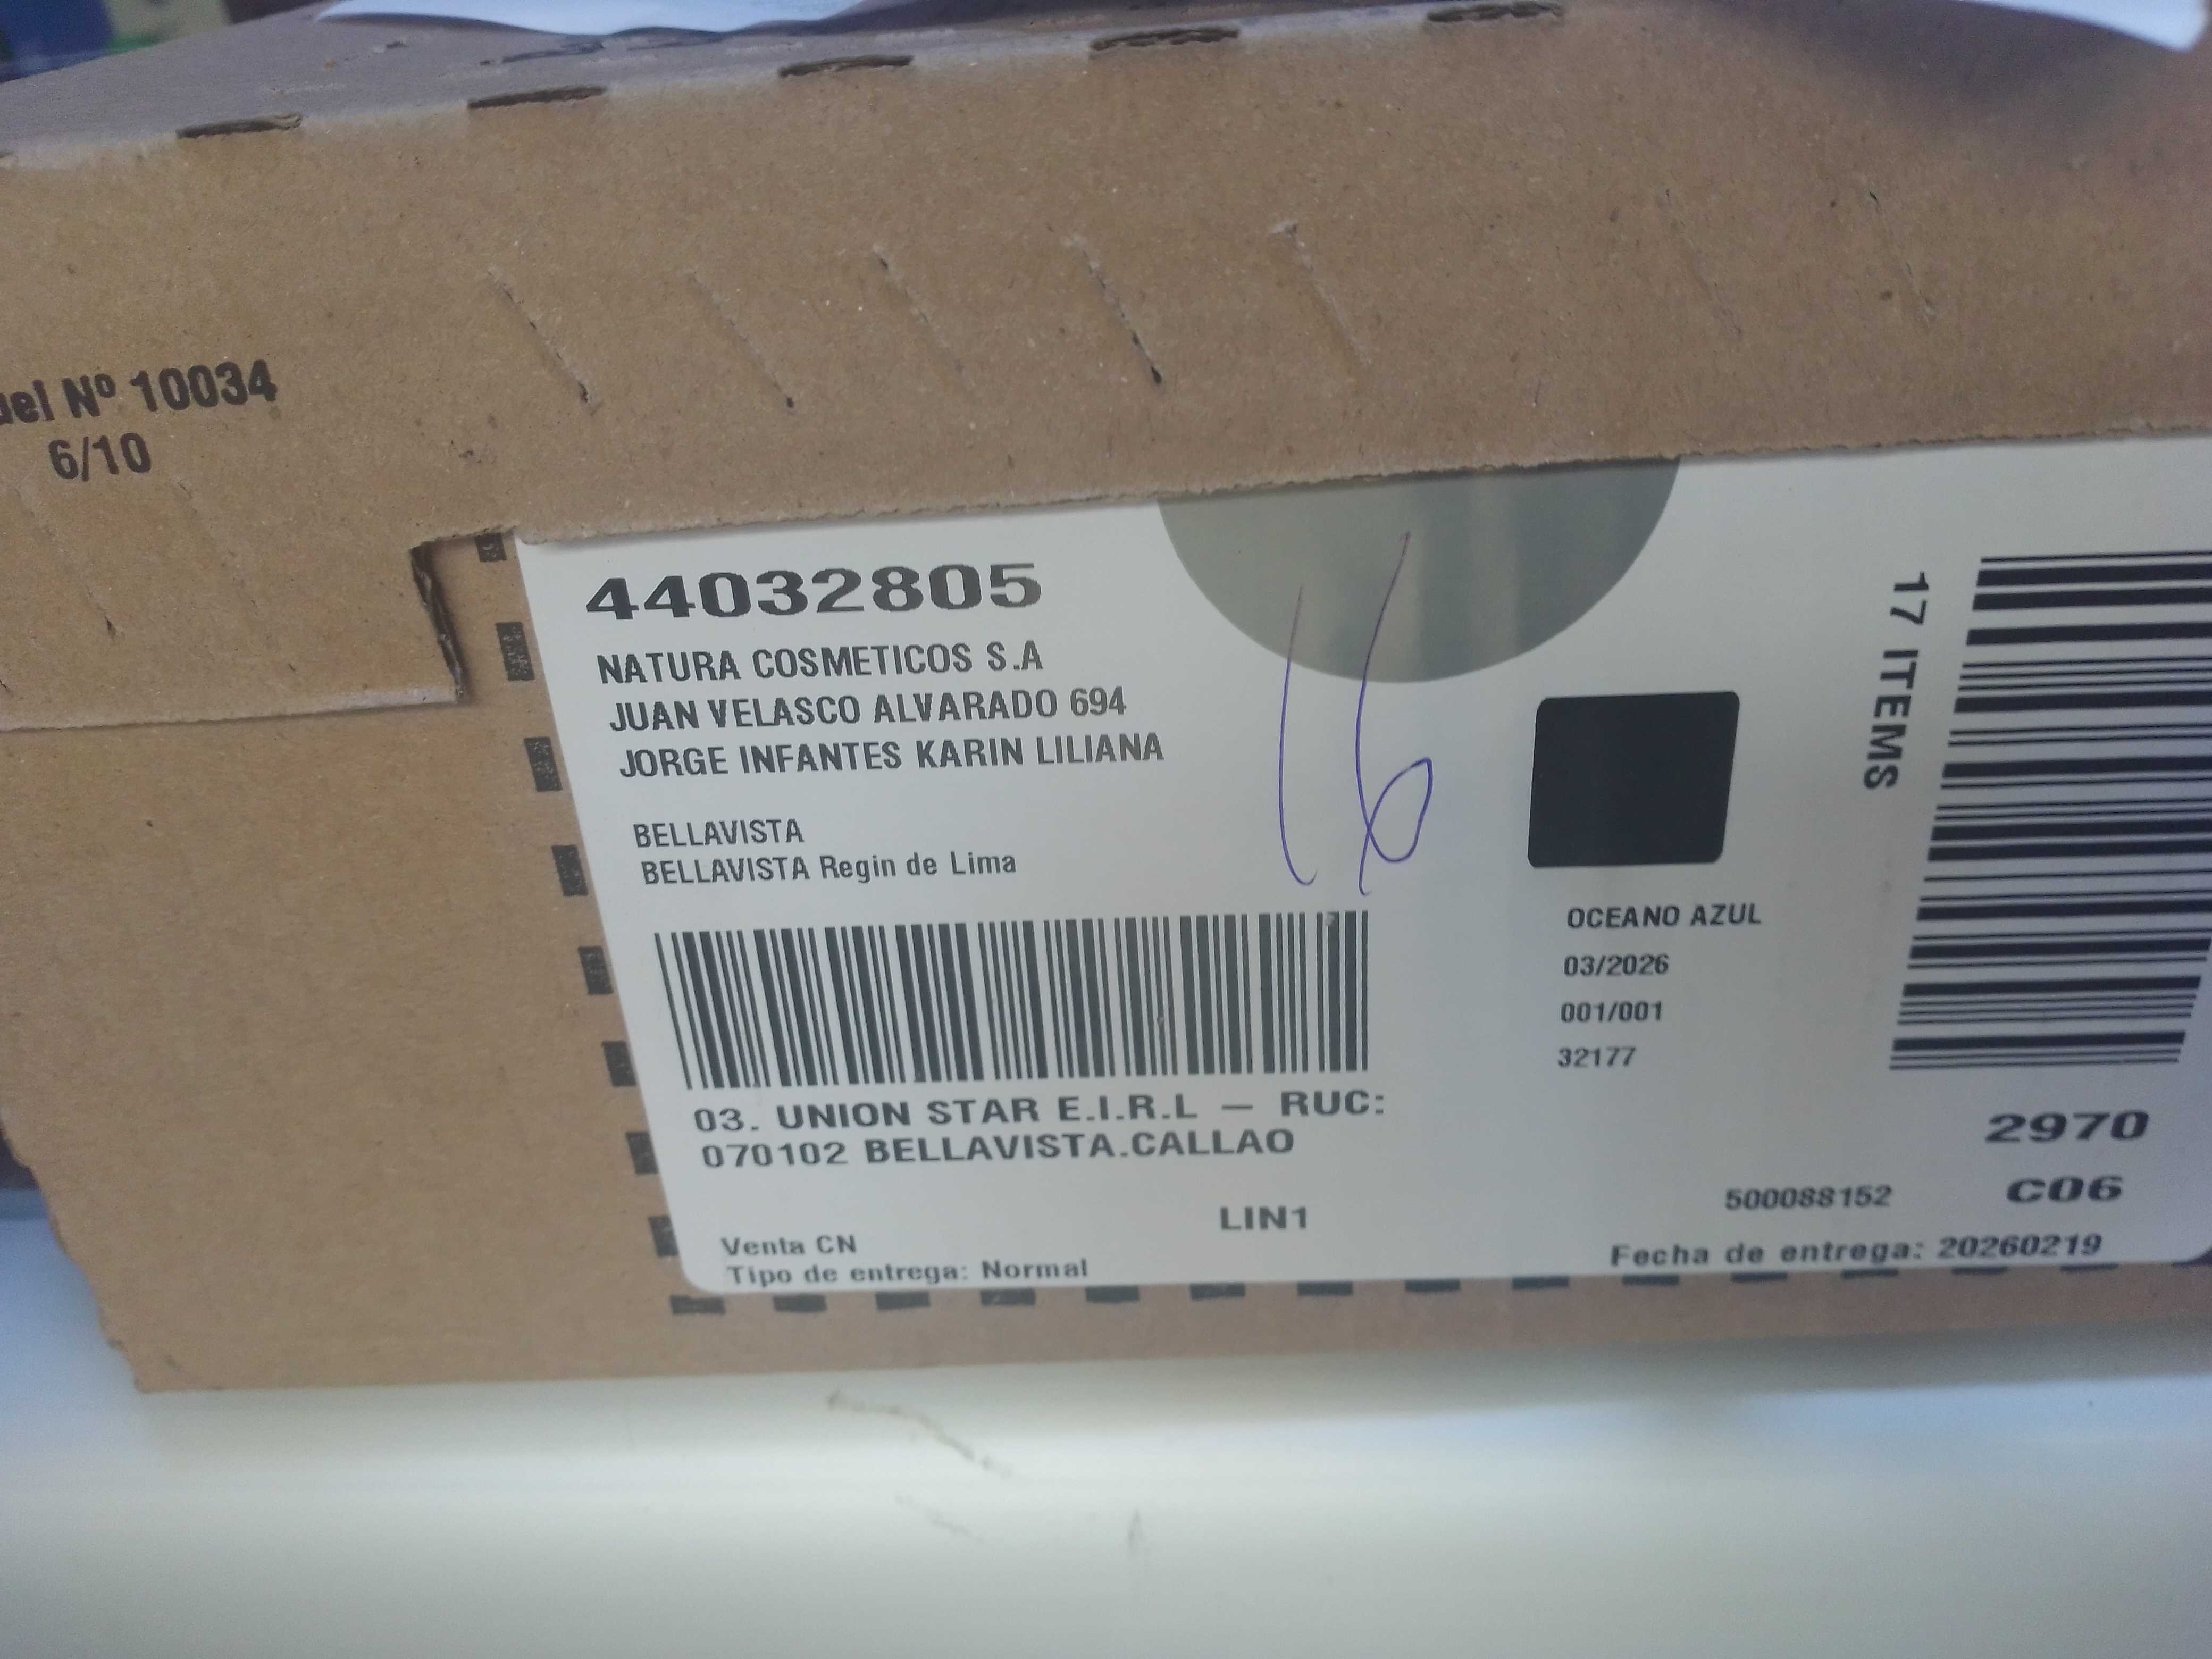 Nº 10034
6/10
44032805
NATURA COSMETICOS S.A
JUAN VELASCO ALVARADO 694
JORGE INFANTES KARIN LILIANA
BELLAVISTA
BELLAVISTA Regin de Lima
16
17 ITEMS
OCEANO AZUL
03/2026
001/001
32177
03. UNION STAR E.I.R.L — RUC:
070102 BELLAVISTA.CALLAO
2970
500088152 C06
LIN1
Venta CN
Tipo de entrega: Normal
Fecha de entrega: 20260219